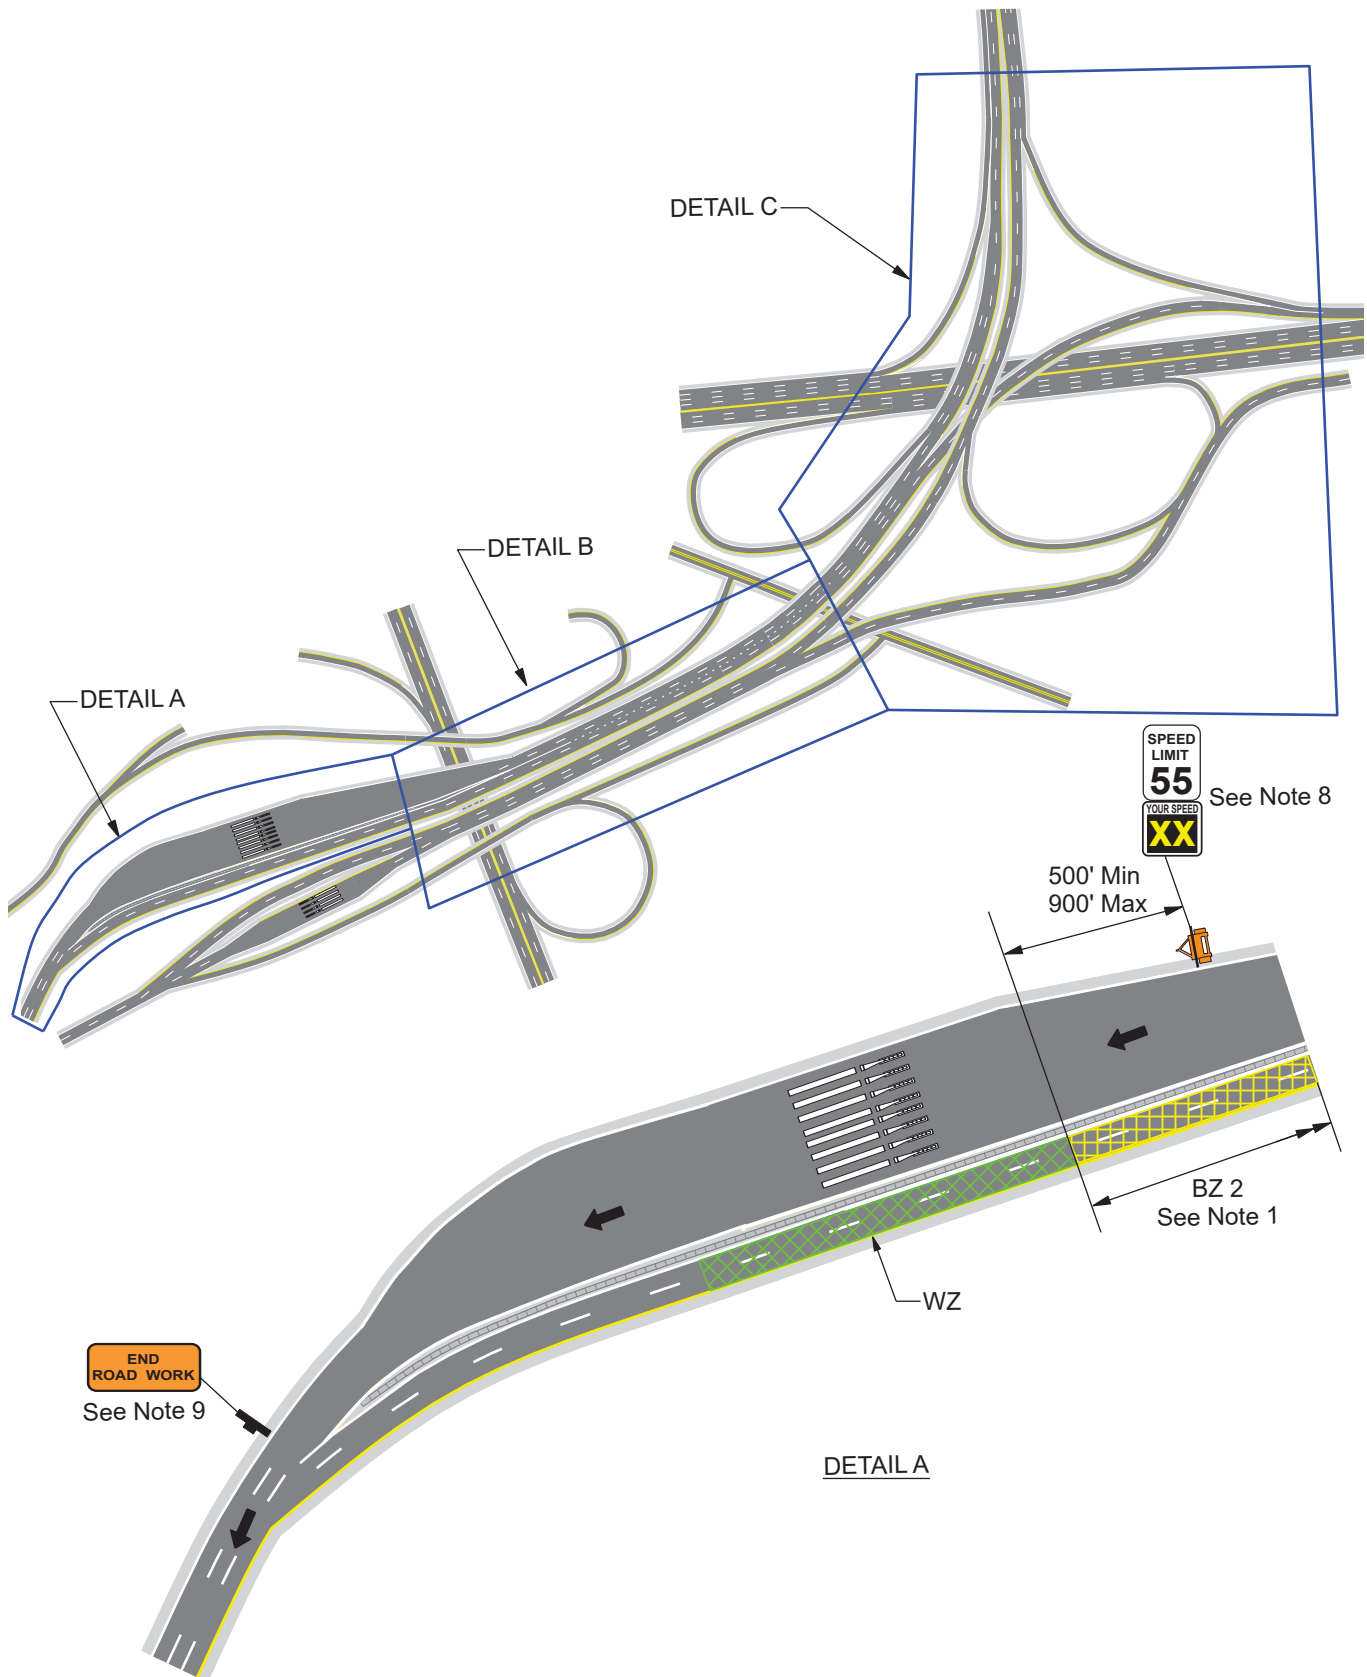 DETAIL C
DETAIL B
DETAIL A
SPEED
LIMIT
55
YOUR SPEED
XX
See Note 8
500' Min
900' Max
BZ 2
See Note 1
WZ
END
ROAD WORK
See Note 9
DETAIL A